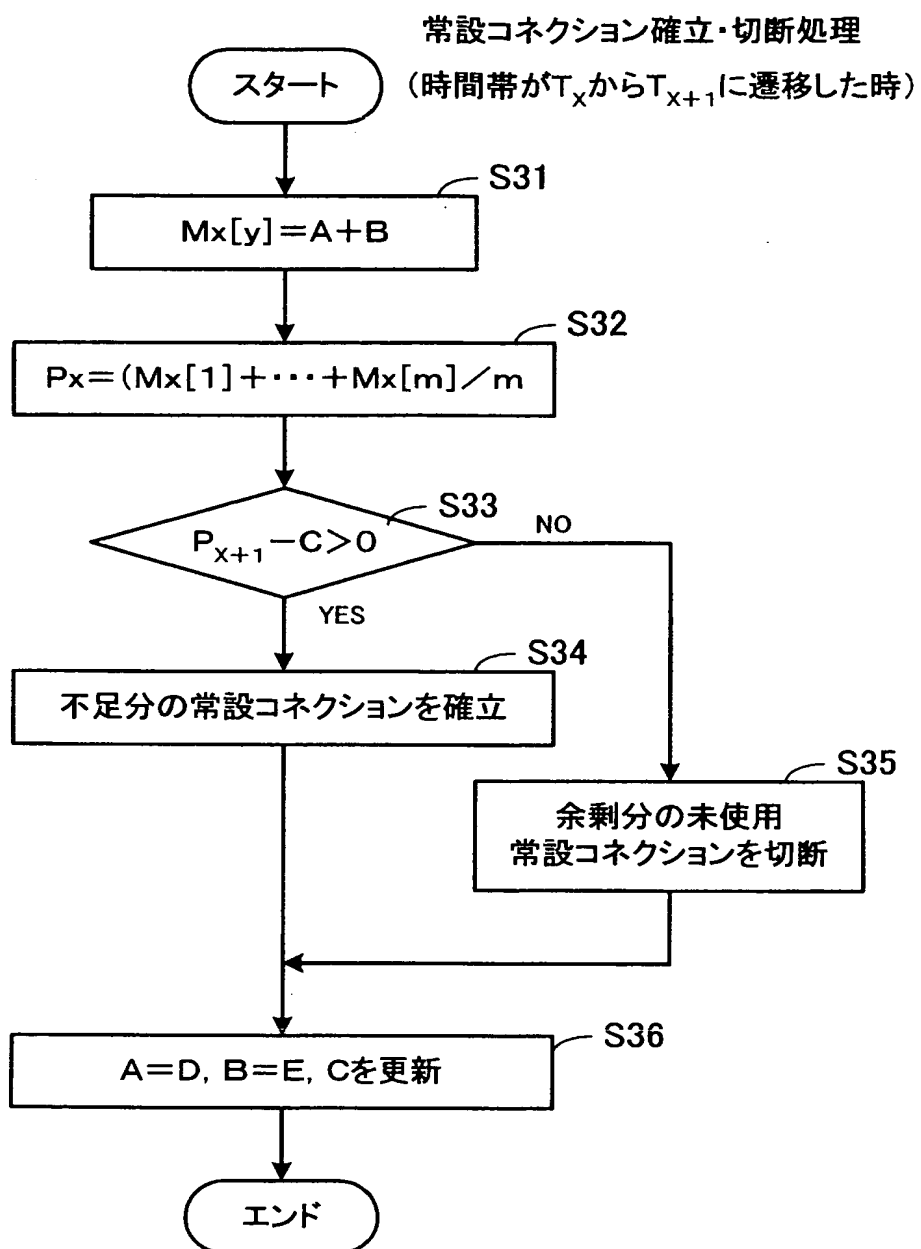 常設コネクション確立・切断処理
スタート
（時間帯がTxからTx+1に遷移した時）
S31
Mx[y]=A+B
S32
Px=(Mx[1]+・・・+Mx[m]/m
S33
Px+1-C>0
NO
YES
S34
不足分の常設コネクションを確立
S35
余剰分の未使用
常設コネクションを切断
S36
A=D, B=E, Cを更新
エンド